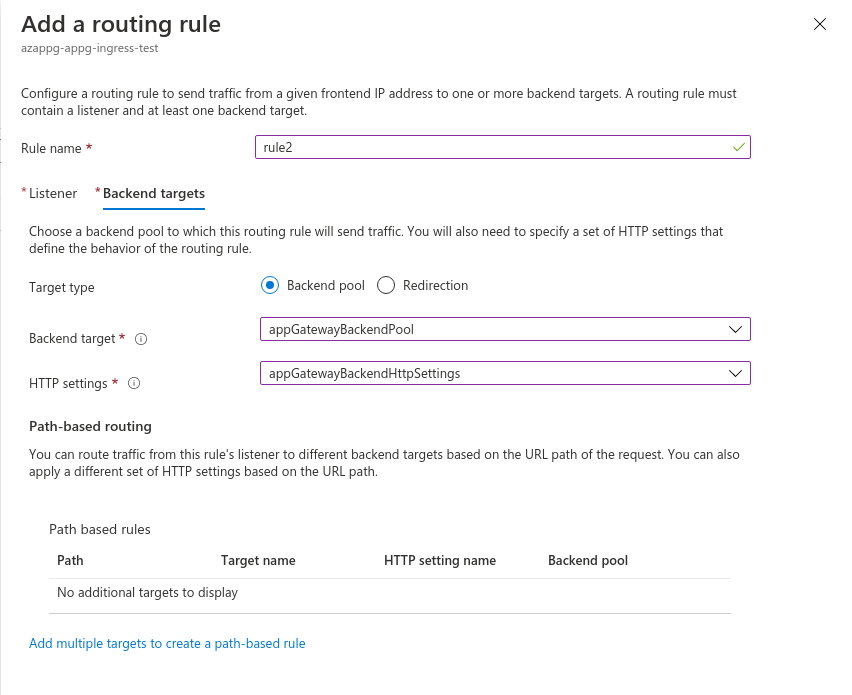 Add a routing rule
azappg-appg-ingress-test
Configure a routing rule to send traffic from a given frontend IP address to one or more backend targets. A routing rule must
contain a listener and at least one backend target.
Rule name *
rule2
* Listener * Backend targets
Choose a backend pool to which this routing rule will send traffic. You will also need to specify a set of HTTP settings that
define the behavior of the routing rule.
Target type
Backend pool Redirection
Backend target *
appGatewayBackendPool
HTTP settings *
appGatewayBackendHttpSettings
Path-based routing
You can route traffic from this rule's listener to different backend targets based on the URL path of the request. You can also
apply a different set of HTTP settings based on the URL path.
Path based rules
Path Target name HTTP setting name Backend pool
No additional targets to display
Add multiple targets to create a path-based rule